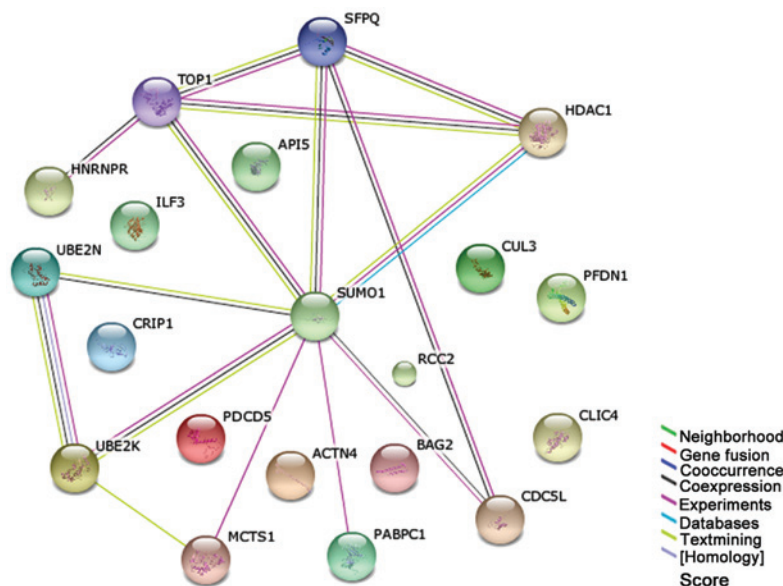 SFPQ
TOP1
HDAC1
API5
HNRNPR
ILF3
UBE2N
CUL3
PFDN1
SUMO1
CRIP1
RCC2
PDCD5
CLIC4
UBE2K
ACTN4
BAG2
CDC5L
MCTS1
PABPC1
Neighborhood
Gene fusion
Cooccurrence
Coexpression
Experiments
Databases
Textmining
[Homology]
Score